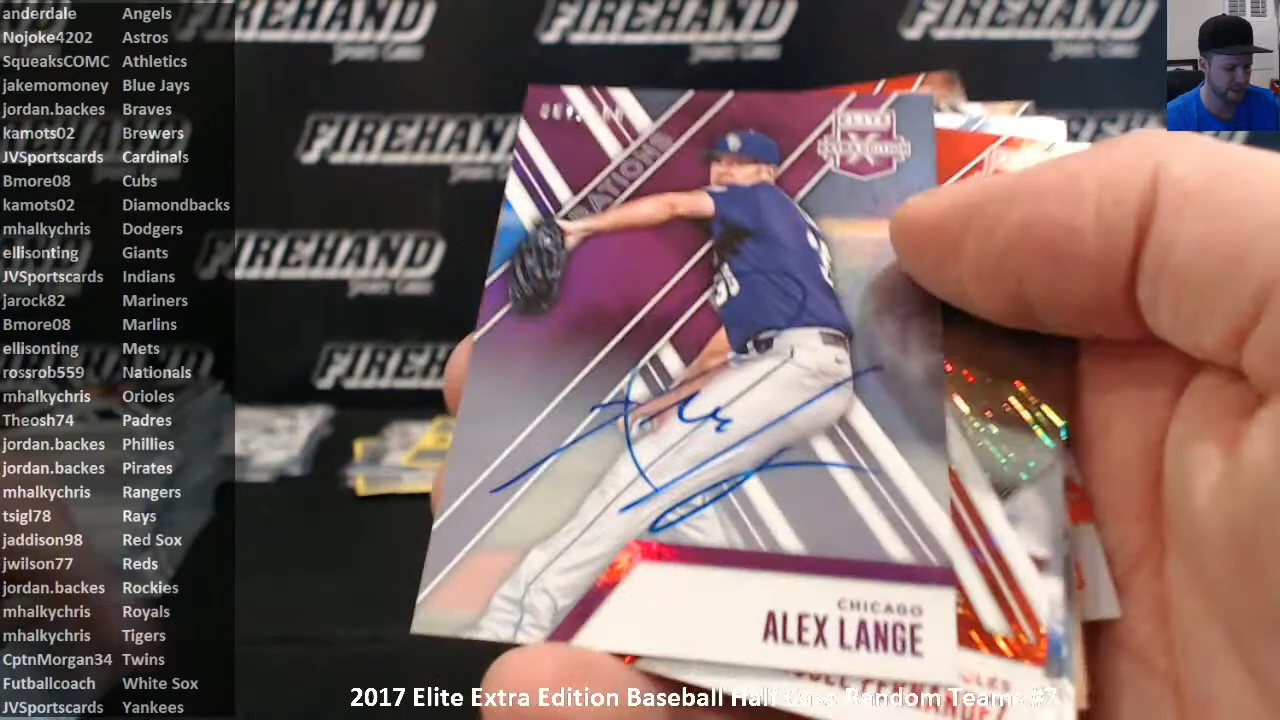 anderdale Angels
Nojoke4202 Astros
SqueaksCOMC Athletics
jakemomoney Blue Jays
jordan.backes Braves
kamots02 Brewers
JVSportscards Cardinals
Bmore08 Cubs
kamots02 Diamondbacks
mhalkychris Dodgers
ellisonting Giants
JVSportscards Indians
jarock82 Mariners
Bmore08 Marlins
ellisonting Mets
rossrob559 Nationals
mhalkychris Orioles
Theosh74 Padres
jordan.backes Phillies
jordan.backes Pirates
mhalkychris Rangers
tsigl78 Rays
jaddison98 Red Sox
jwilson77 Reds
jordan.backes Rockies
mhalkychris Royals
mhalkychris Tigers
CptnMorgan34 Twins
Futballcoach White Sox
JVSportscards Yankees
FIREHAND
FIREHAND
FIREHAND
FIREHAND
FIREHAND
ELITE
EXTRA EDITION
CHICAGO
ALEX LANGE
2017 Elite Extra Edition Baseball Half Case Random Teams #7